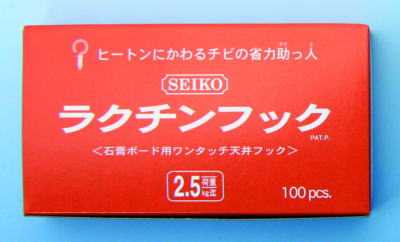 ヒートンにかわるチビの省力助っ人
SEIKO
ラクチンフック
PAT.P.
<石膏ボード用ワンタッチ天井フック>
2.5 荷重kg迄
100pcs.